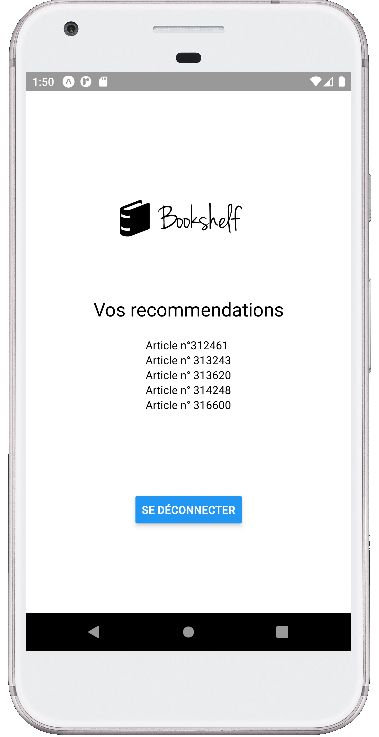 1:50
Bookshelf
Vos recommendations
Article n°312461
Article n° 313243
Article n° 313620
Article n° 314248
Article n° 316600
SE DÉCONNECTER